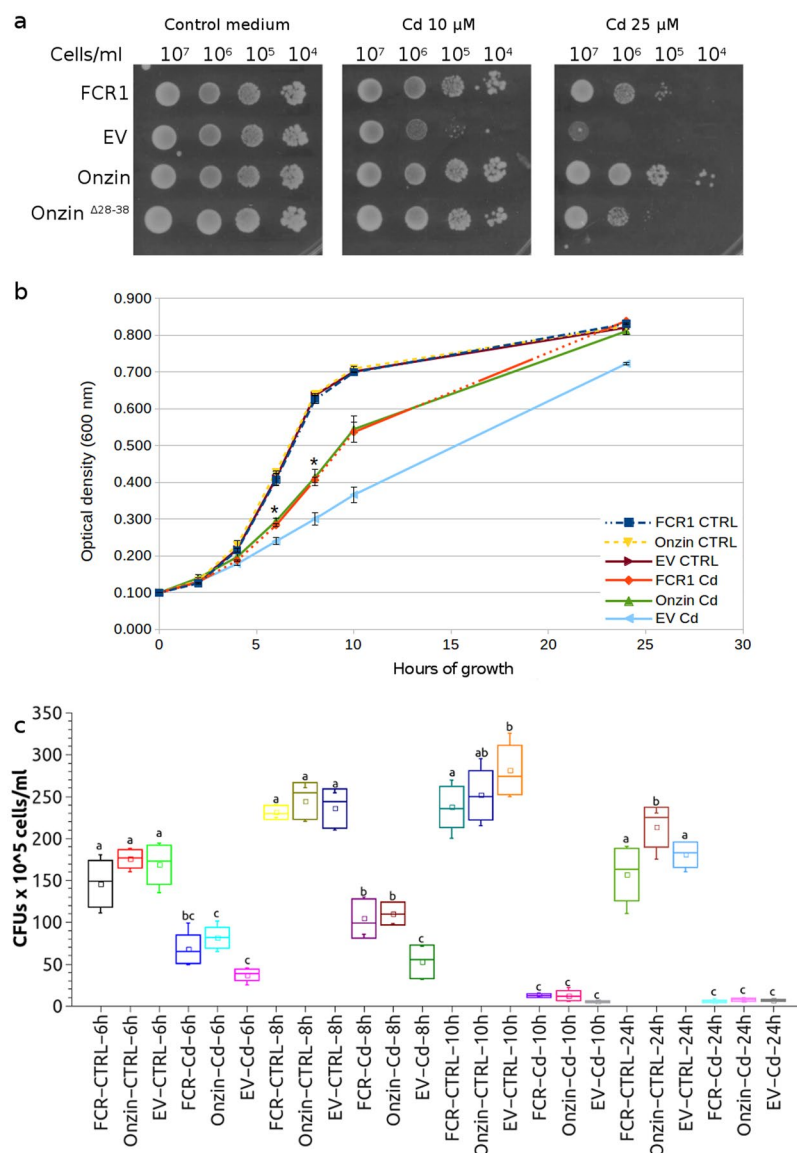 a
Control medium Cd 10 µM Cd 25 µM
Cells/ml 10⁷ 10⁶ 10⁵ 10⁴ 10⁷ 10⁶ 10⁵ 10⁴ 10⁷ 10⁶ 10⁵ 10⁴
FCR1
EV
Onzin
Onzin Δ28-38
b
0.900
0.800
0.700
0.600
0.500
0.400
0.300
0.200
0.100
0.000
Optical density (600 nm)
* *
FCR1 CTRL
Onzin CTRL
EV CTRL
FCR1 Cd
Onzin Cd
EV Cd
0 5 10 15 20 25 30
Hours of growth
c
350
300
250
200
150
100
50
0
CFUs x 10^5 cells/ml
a a a bc c c a a a b b c a ab b c c c a b a c c c
FCR-CTRL-6h
Onzin-CTRL-6h
EV-CTRL-6h
FCR-Cd-6h
Onzin-Cd-6h
EV-Cd-6h
FCR-CTRL-8h
Onzin-CTRL-8h
EV-CTRL-8h
FCR-Cd-8h
Onzin-Cd-8h
EV-Cd-8h
FCR-CTRL-10h
Onzin-CTRL-10h
EV-CTRL-10h
FCR-Cd-10h
Onzin-Cd-10h
EV-Cd-10h
FCR-CTRL-24h
Onzin-CTRL-24h
EV-CTRL-24h
FCR-Cd-24h
Onzin-Cd-24h
EV-Cd-24h